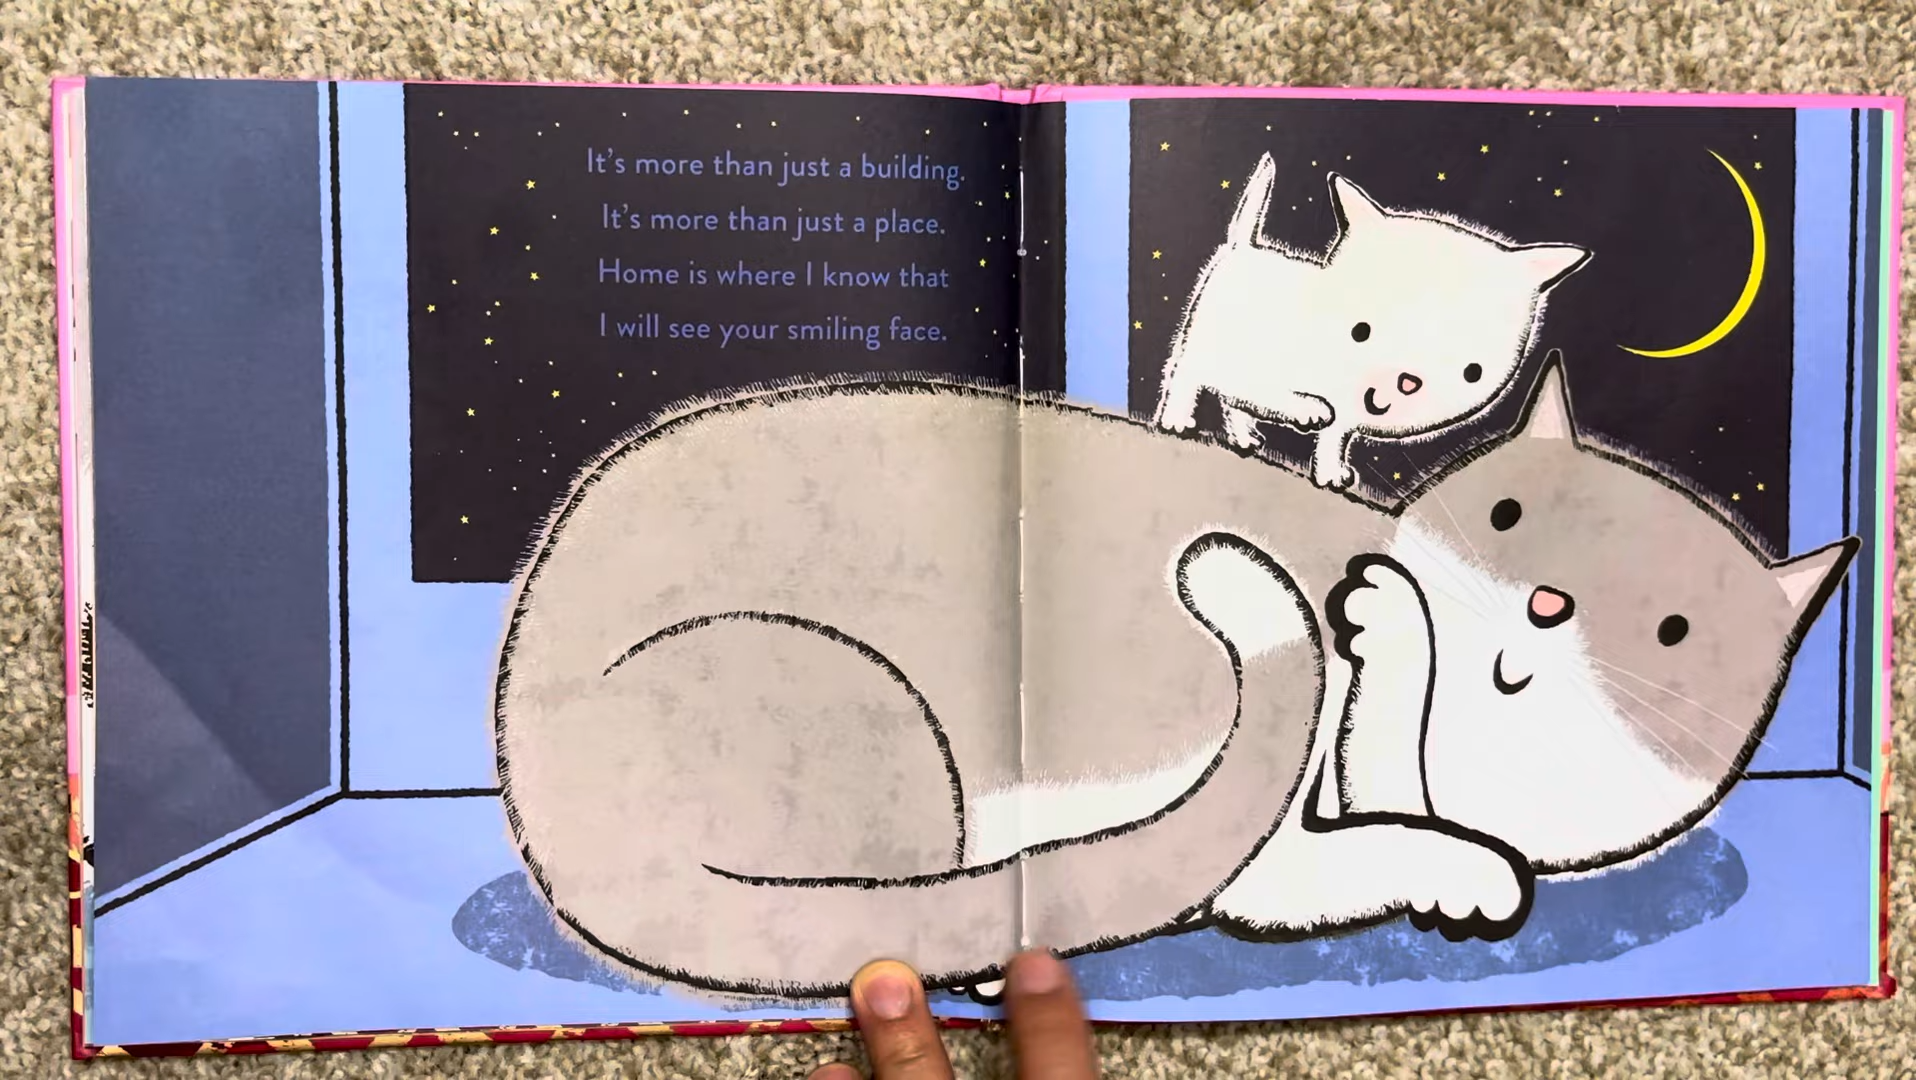 It's more than just a building.
It's more than just a place.
Home is where I know that
I will see your smiling face.